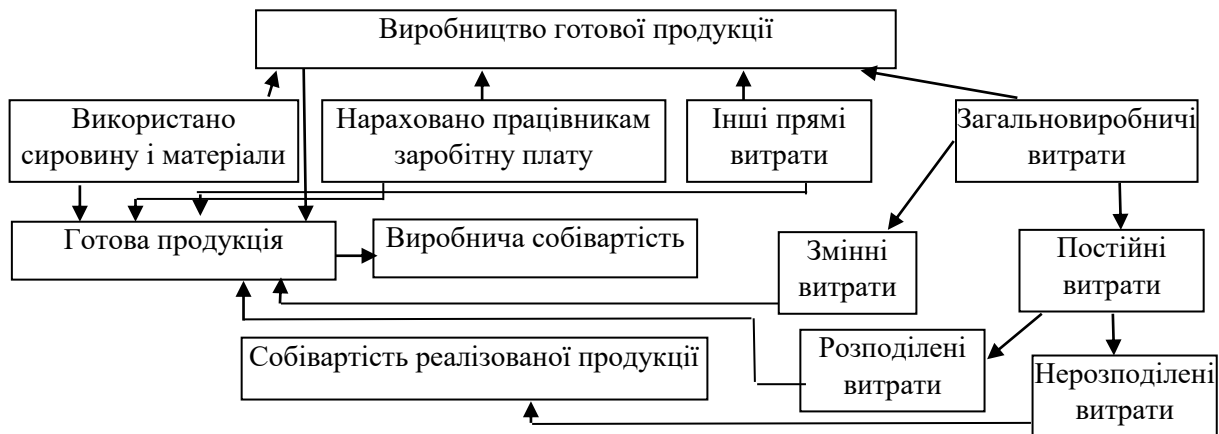 Виробництво готової продукції
Використано
сировину і матеріали
Нараховано працівникам
заробітну плату
Інші прямі
витрати
Загальновиробничі
витрати
Готова продукція
Виробнича собівартість
Змінні
витрати
Постійні
витрати
Собівартість реалізованої продукції
Розподілені
витрати
Нерозподілені
витрати